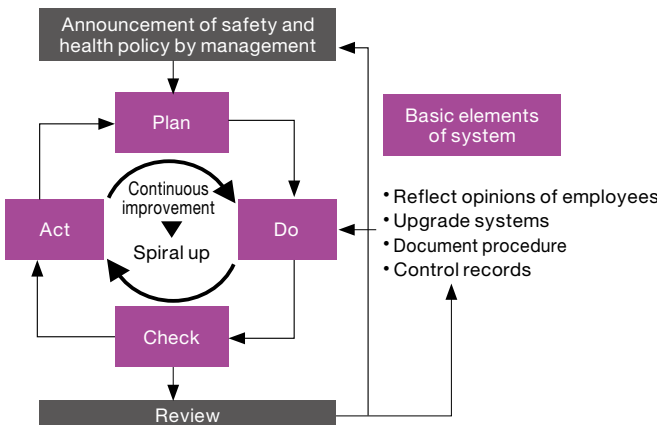 Announcement of safety and
health policy by management
Plan
Basic elements
of system
Continuous
improvement
Act
Do
Spiral up
• Reflect opinions of employees
• Upgrade systems
• Document procedure
• Control records
Check
Review